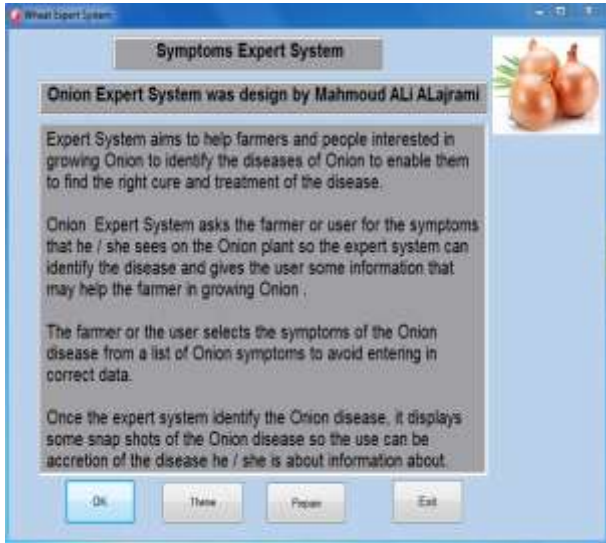 Wheat Expert System
Symptoms Expert System
Onion Expert System was design by Mahmoud ALi ALajrami
Expert System aims to help farmers and people interested in
growing Onion to identify the diseases of Onion to enable them
to find the right cure and treatment of the disease.
Onion Expert System asks the farmer or user for the symptoms
that he / she sees on the Onion plant so the expert system can
identify the disease and gives the user some information that
may help the farmer in growing Onion .
The farmer or the user selects the symptoms of the Onion
disease from a list of Onion symptoms to avoid entering in
correct data.
Once the expert system identify the Onion disease, it displays
some snap shots of the Onion disease so the use can be
accretion of the disease he / she is about information about.
OK
Exit